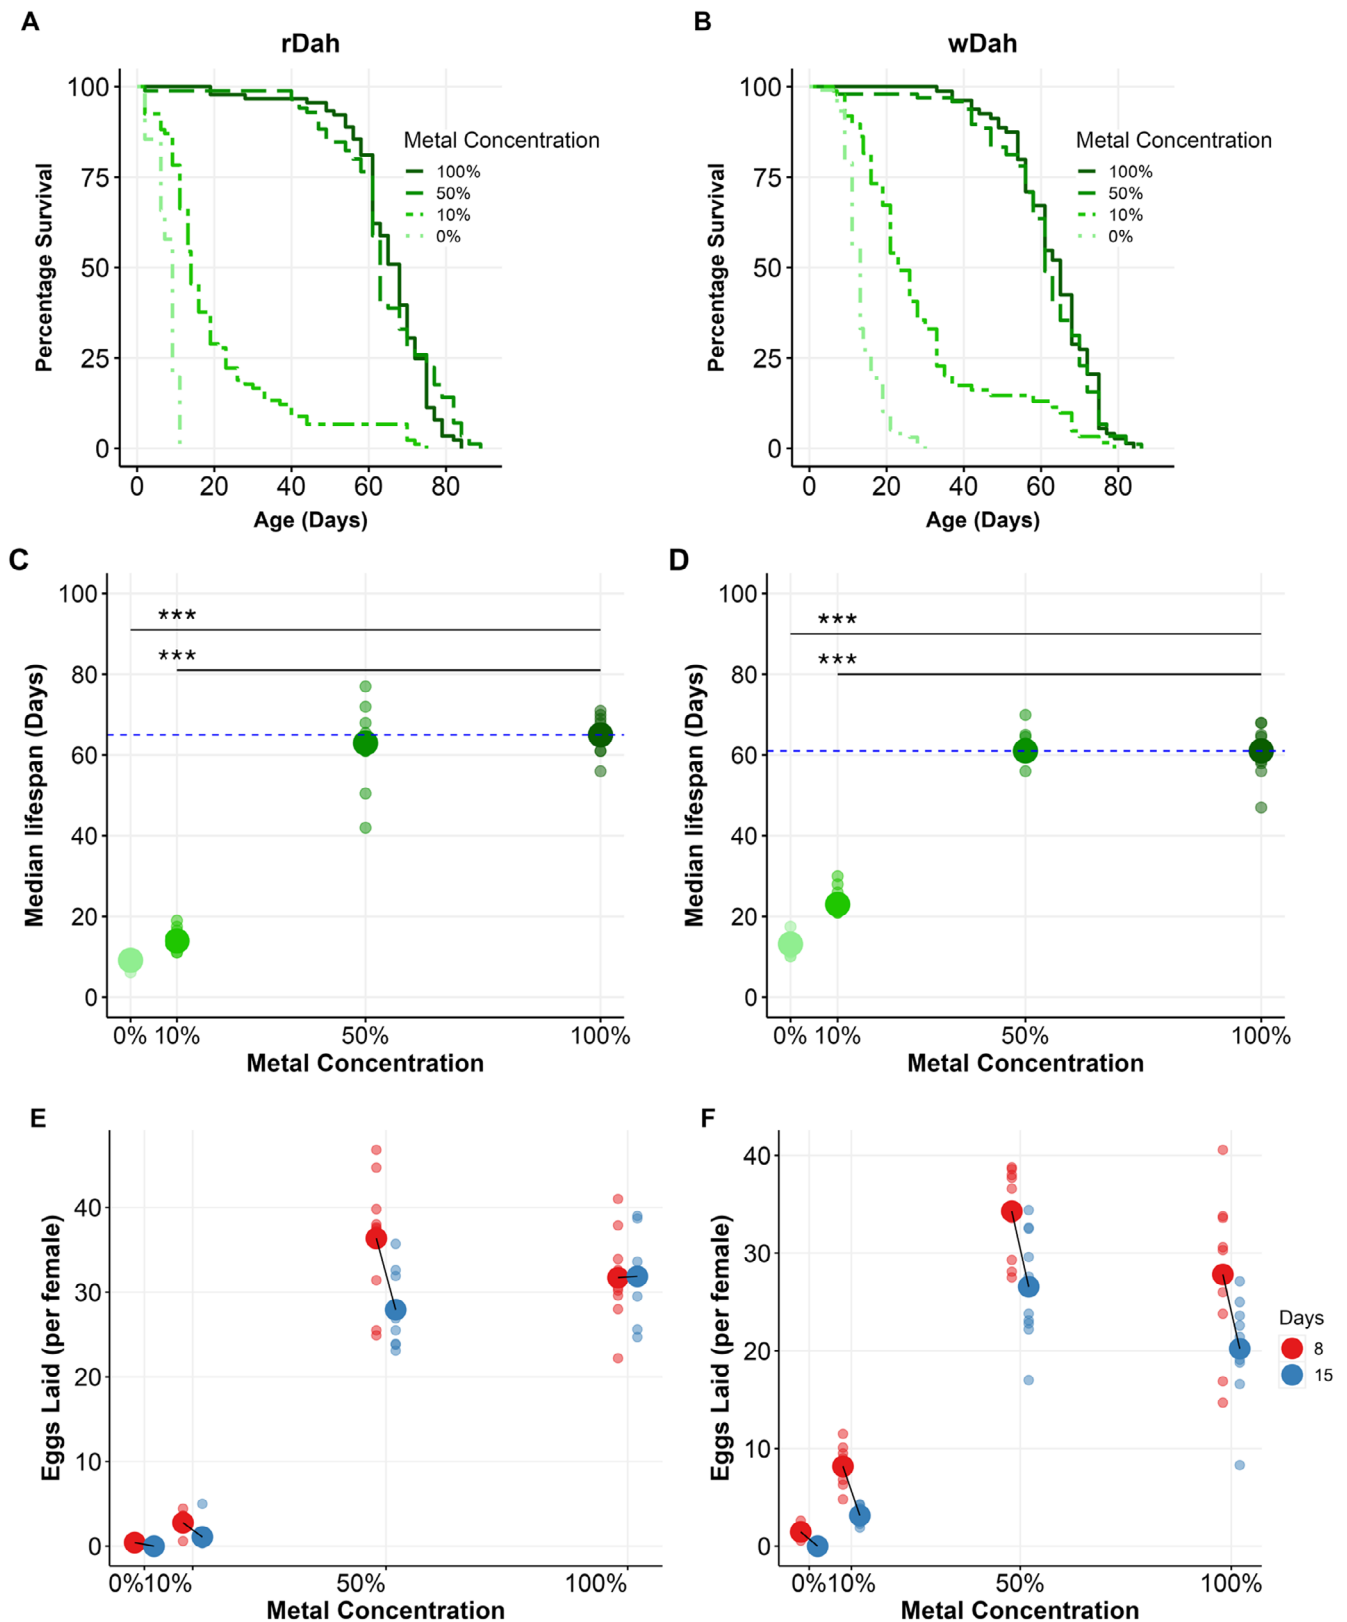 A
rDah
100
75
50
25
0
Percentage Survival
Metal Concentration
100%
50%
10%
0%
0 20 40 60 80
Age (Days)
B
wDah
100
75
50
25
0
Percentage Survival
Metal Concentration
100%
50%
10%
0%
0 20 40 60 80
Age (Days)
C
100
80
60
40
20
0
Median lifespan (Days)
***
***
0% 10% 50% 100%
Metal Concentration
D
100
80
60
40
20
0
Median lifespan (Days)
***
***
0% 10% 50% 100%
Metal Concentration
E
40
30
20
10
0
Eggs Laid (per female)
0% 10% 50% 100%
Metal Concentration
F
40
30
20
10
0
Eggs Laid (per female)
0% 10% 50% 100%
Metal Concentration
Days
8
15